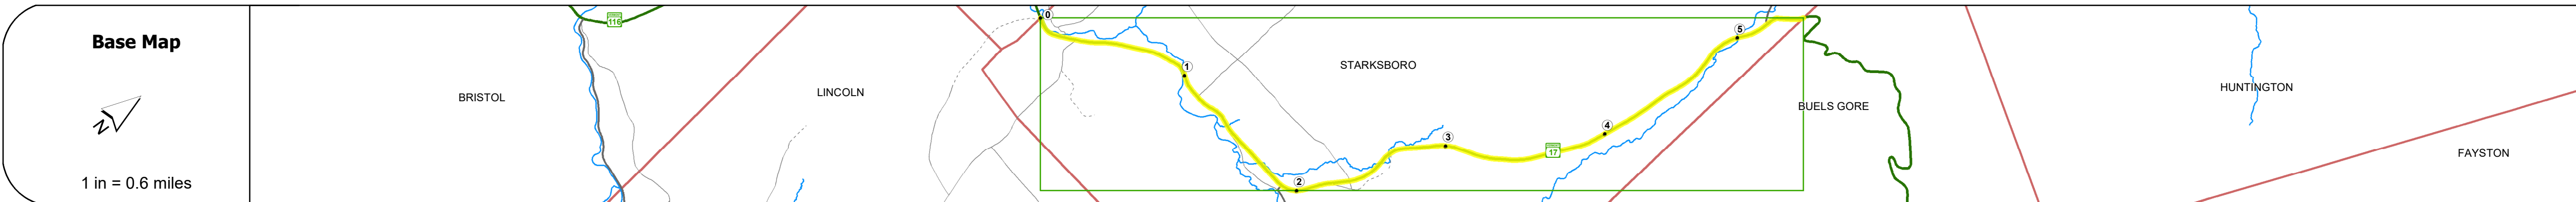 Base Map
N
1 in = 0.6 miles
116
BRISTOL
LINCOLN
0
1
STARKSBORO
2
3
17
4
5
BUELS GORE
HUNTINGTON
FAYSTON